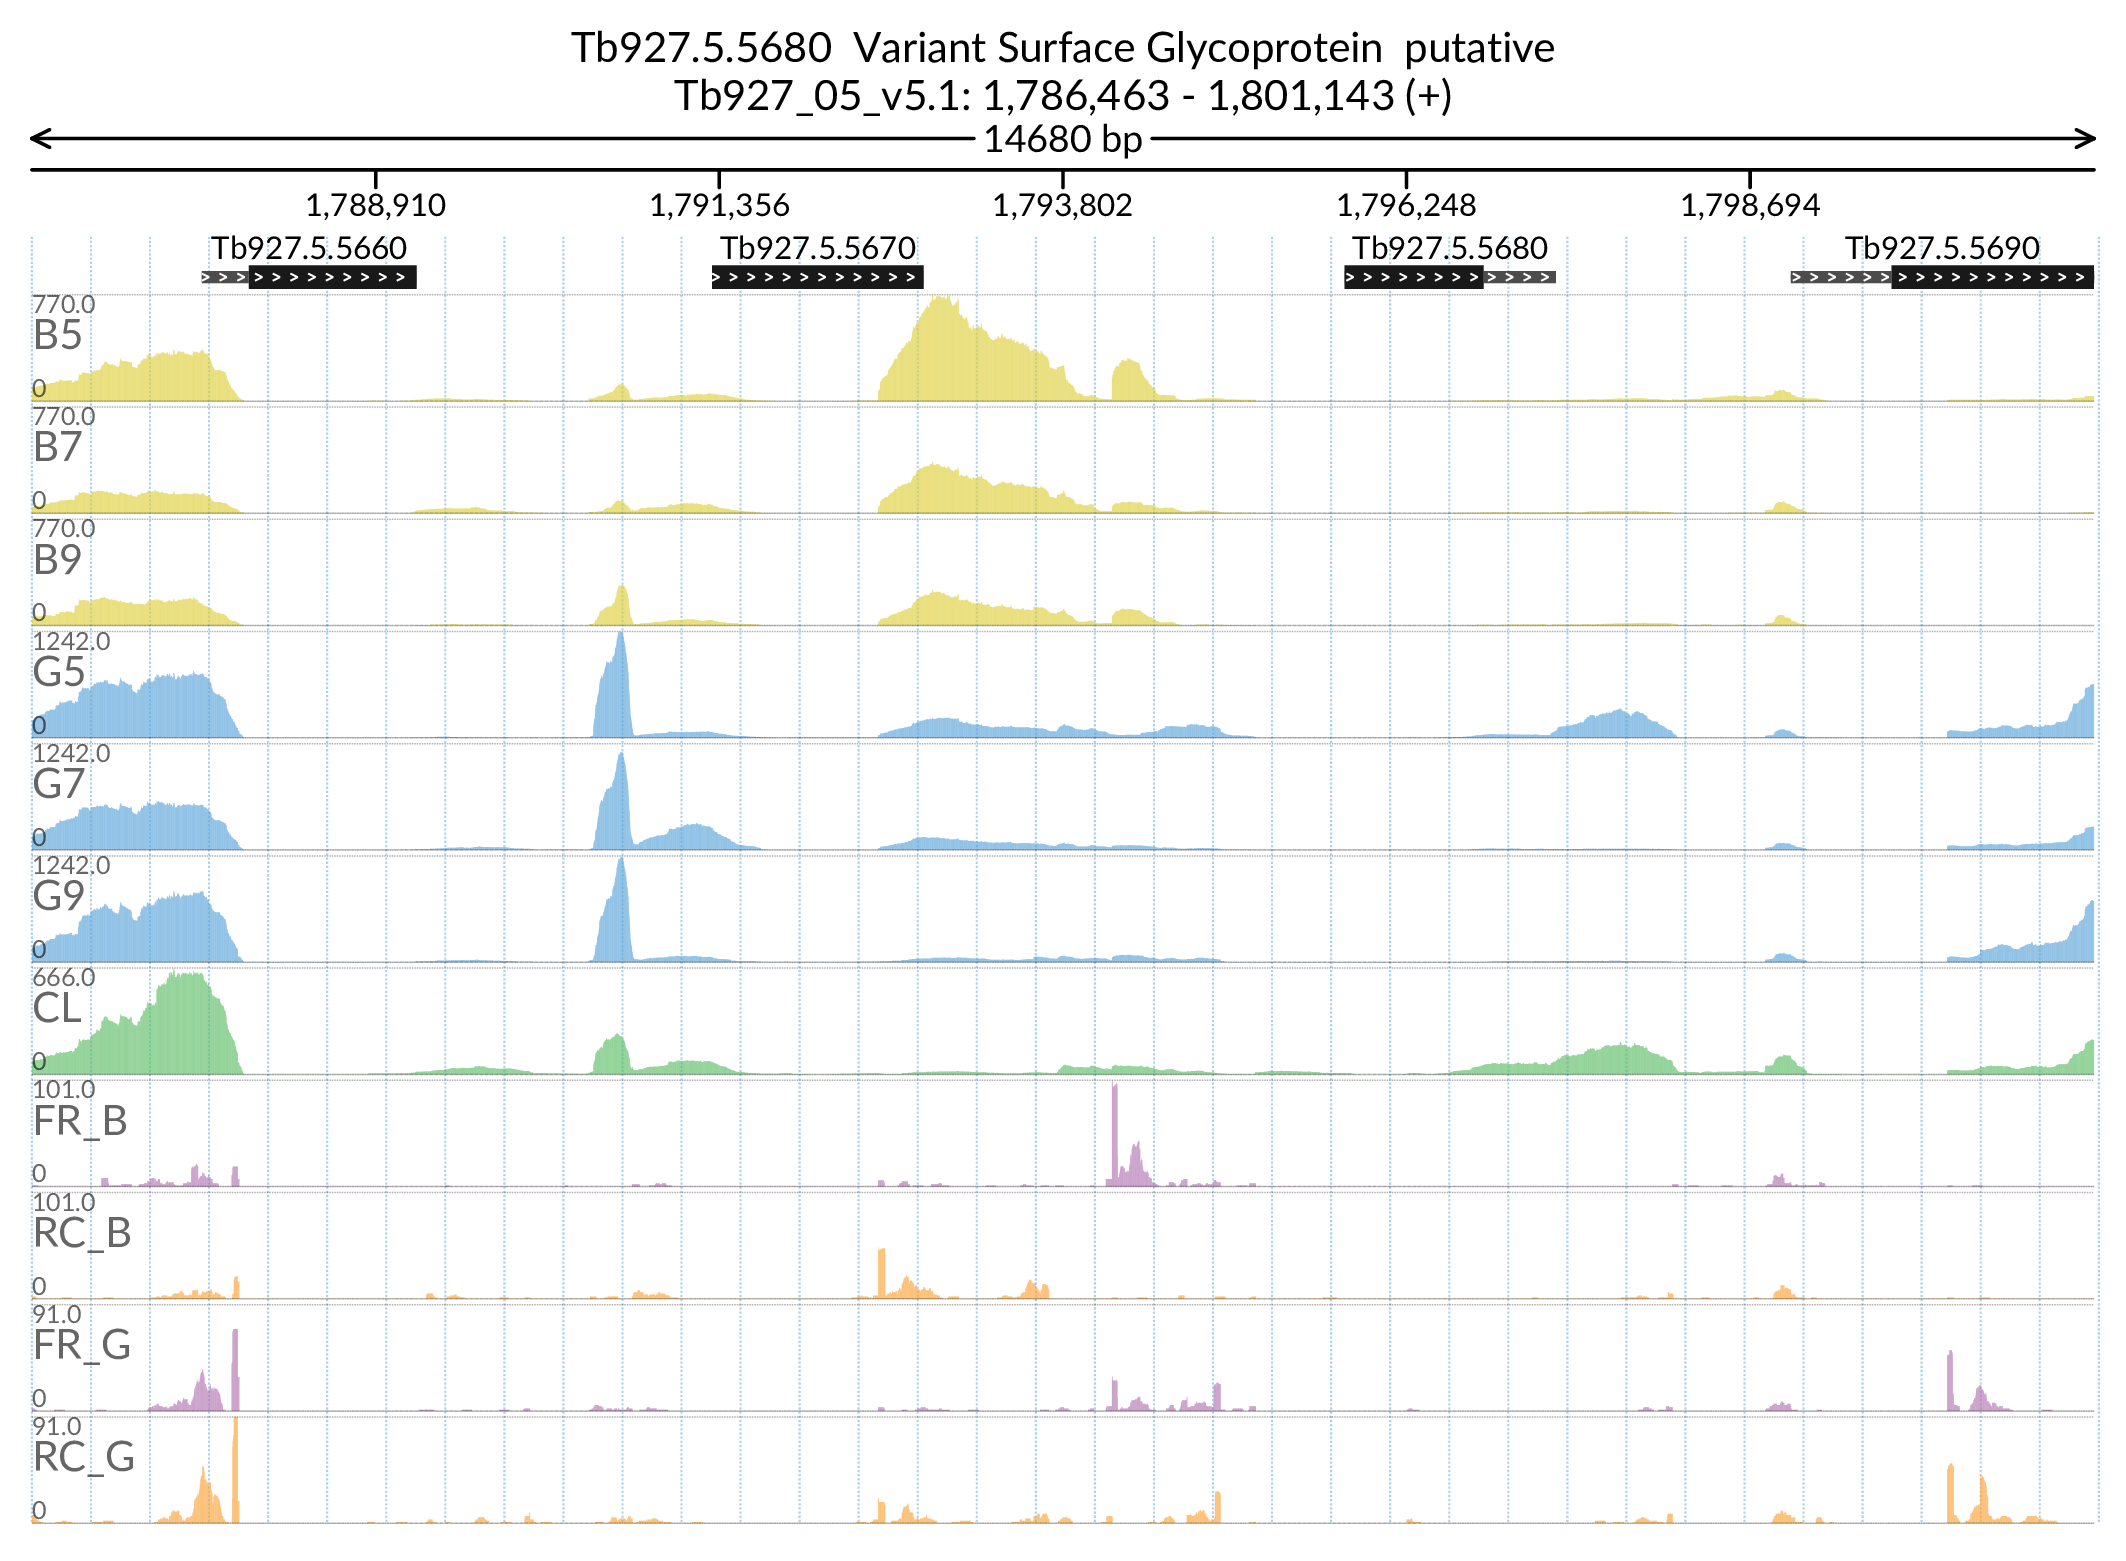 Tb927.5.5680  Variant Surface Glycoprotein  putative
Tb927_05_v5.1: 1,786,463 - 1,801,143 (+)
14680 bp
1,788,910 1,791,356 1,793,802 1,796,248 1,798,694
Tb927.5.5660 Tb927.5.5670 Tb927.5.5680 Tb927.5.5690
770.0
B5
0
770.0
B7
0
770.0
B9
0
1242.0
G5
0
1242.0
G7
0
1242.0
G9
0
666.0
CL
0
101.0
FR_B
0
101.0
RC_B
0
91.0
FR_G
0
91.0
RC_G
0